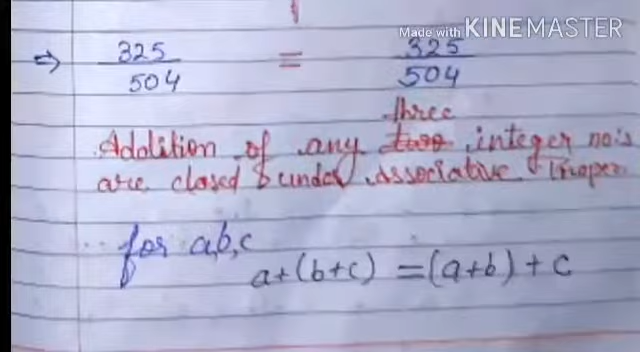 Made with KINEMASTER
⇒ 325/504 = 325/504
three
Addition of any two integer no's
are closed & under Associative Proper
for a,b,c
a+(b+c) = (a+b) + c